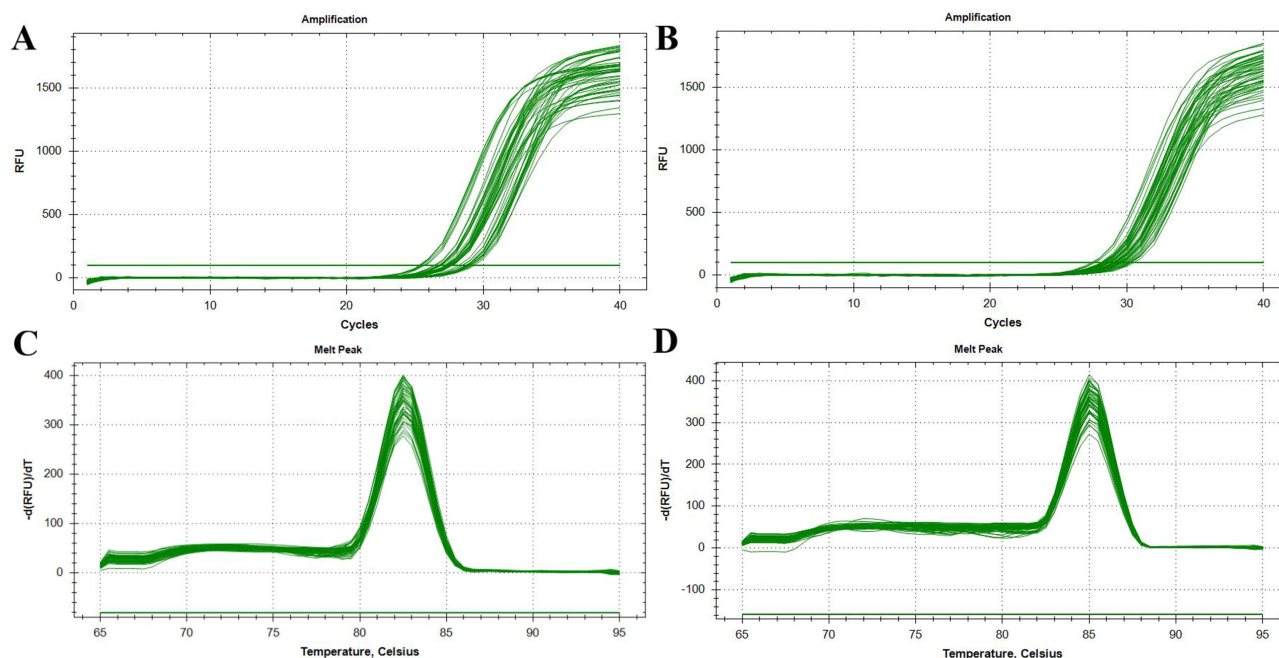 A
Amplification
RFU
1500
1000
500
0
0 10 20 30 40
Cycles
B
Amplification
RFU
1500
1000
500
0
0 10 20 30 40
Cycles
C
Melt Peak
-d(RFU)/dT
400
300
200
100
0
65 70 75 80 85 90 95
Temperature, Celsius
D
Melt Peak
-d(RFU)/dT
400
300
200
100
0
-100
65 70 75 80 85 90 95
Temperature, Celsius